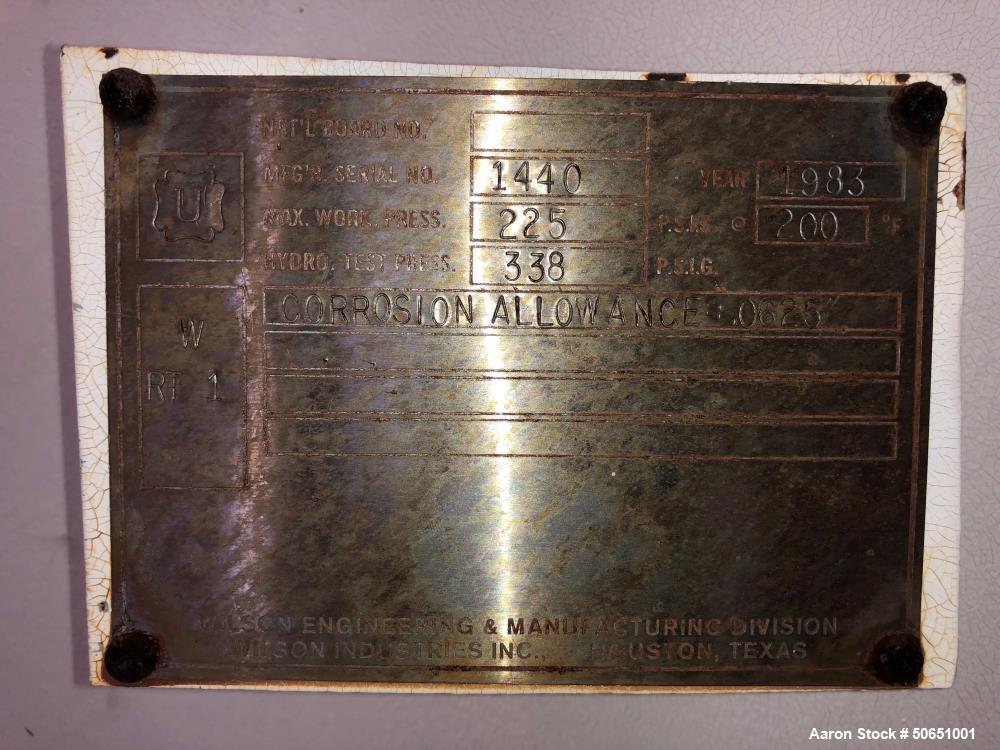 NAT'L BOARD NO.
U
MFG'R. SERIAL NO. 1440 YEAR 1983
MAX. WORK. PRESS. 225 P.S.I.G. @ 200 °F
HYDRO. TEST PRESS. 338 P.S.I.G.
CORROSION ALLOWANCE = .0625"
W
RT 1
WILSON ENGINEERING & MANUFACTURING DIVISION
WILSON INDUSTRIES INC., HOUSTON, TEXAS
Aaron Stock # 50651001